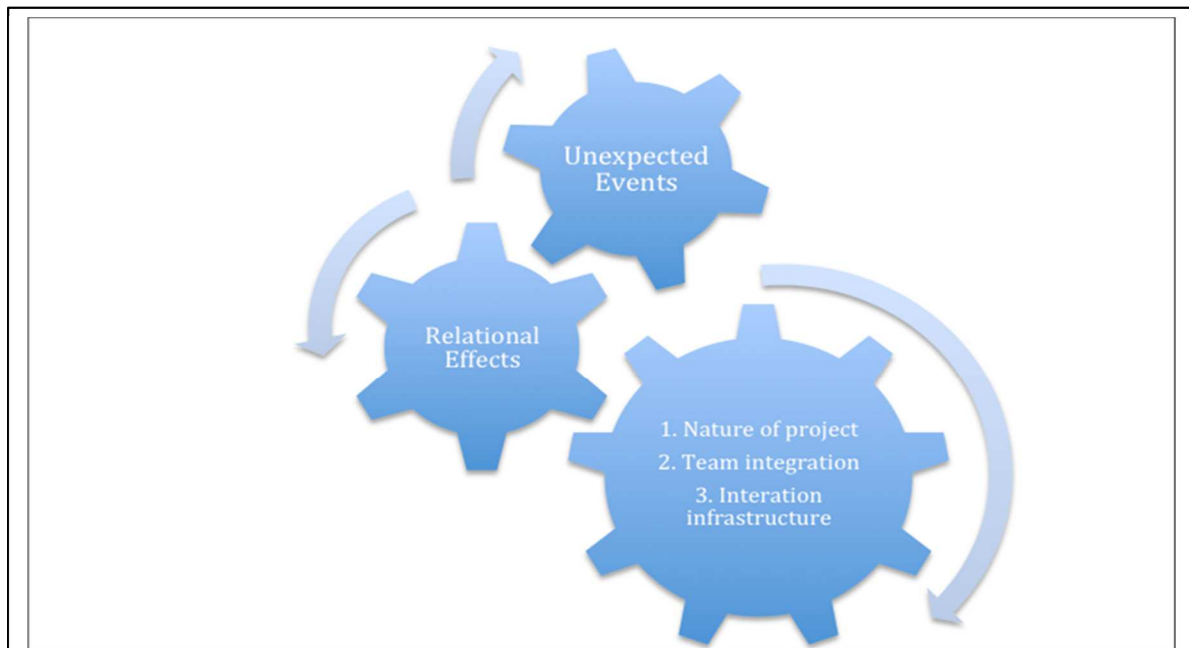 Unexpected
Events
Relational
Effects
1. Nature of project
2. Team integration
3. Interation
infrastructure